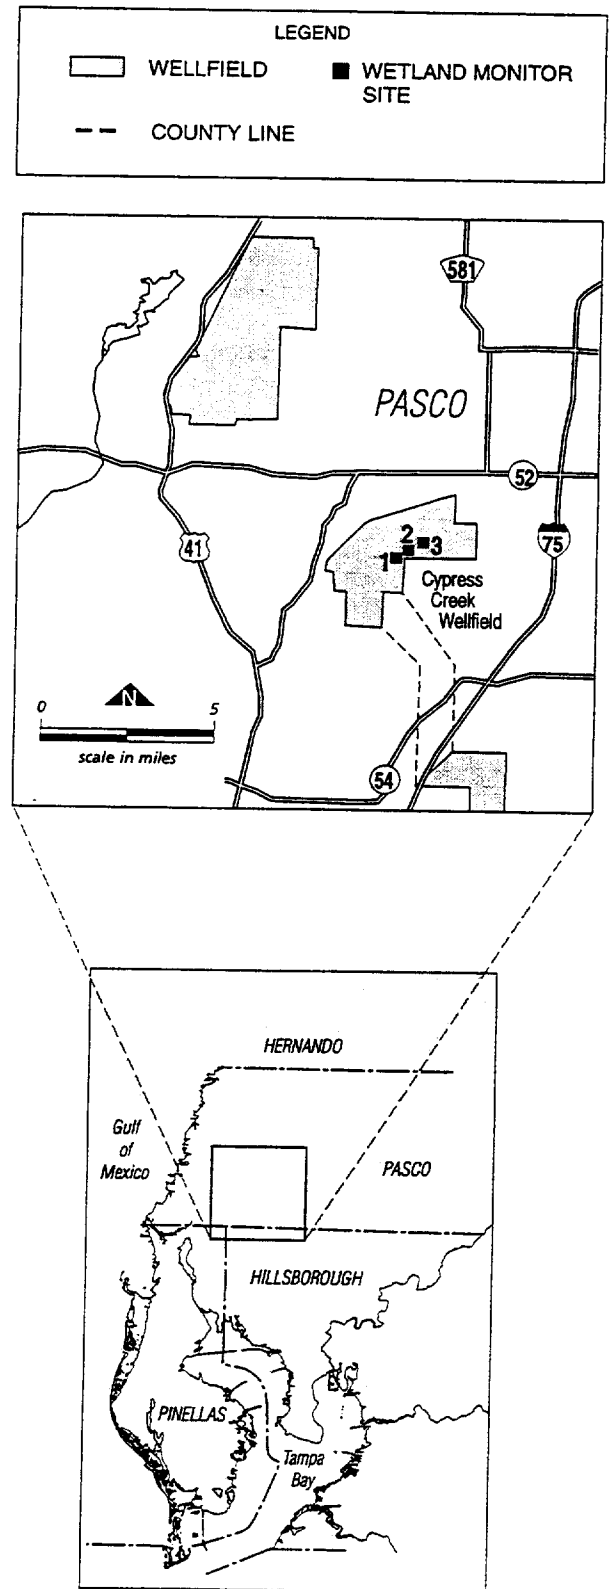 LEGEND
WELLFIELD
WETLAND MONITOR
SITE
COUNTY LINE
581
PASCO
52
41
75
2
3
1
Cypress
Creek
Wellfield
N
0
5
scale in miles
54
HERNANDO
Gulf
of
Mexico
PASCO
HILLSBOROUGH
PINELLAS
Tampa
Bay